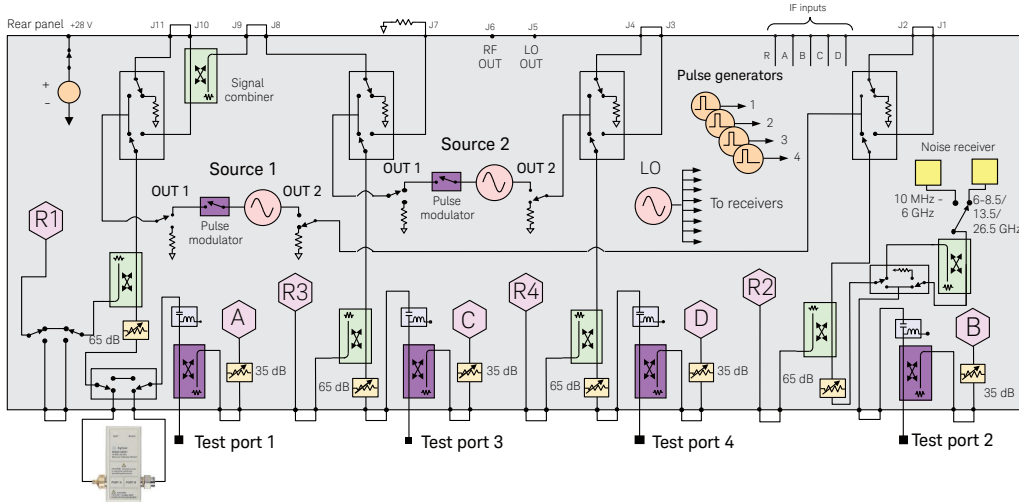 Rear panel
+28 V
J11
J10
J9
J8
J7
J6
J5
J4
J3
J2
J1
RF
OUT
LO
OUT
IF inputs
R
A
B
C
D
+
-
Signal
combiner
Pulse generators
1
2
3
4
Source 1
OUT 1
OUT 2
Pulse
modulator
Source 2
OUT 1
OUT 2
Pulse
modulator
LO
To receivers
Noise receiver
10 MHz -
6 GHz
6-8.5/
13.5/
26.5 GHz
R1
A
R3
C
R4
D
R2
B
65 dB
35 dB
65 dB
35 dB
65 dB
35 dB
65 dB
35 dB
Test port 1
Test port 3
Test port 4
Test port 2